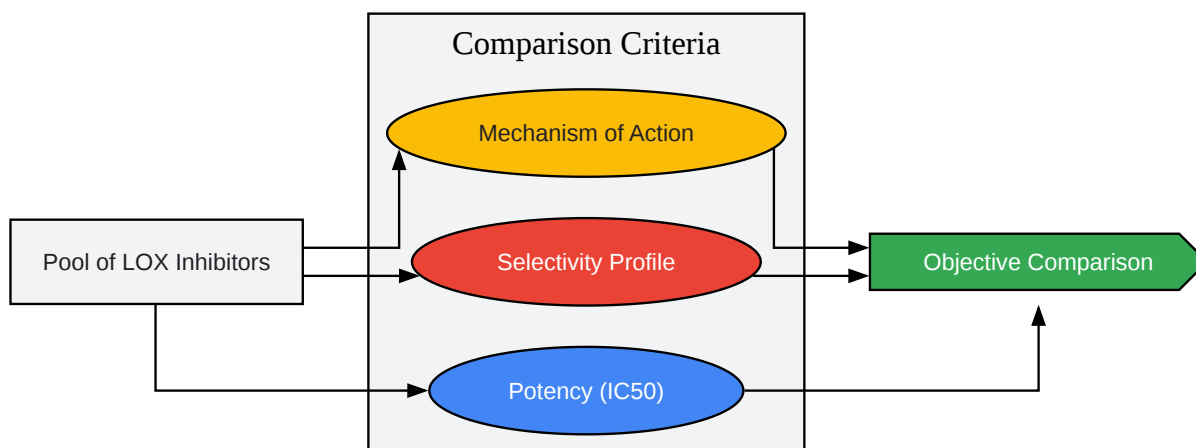 Comparison Criteria
Mechanism of Action
Pool of LOX Inhibitors
Selectivity Profile
Objective Comparison
Potency (IC50)